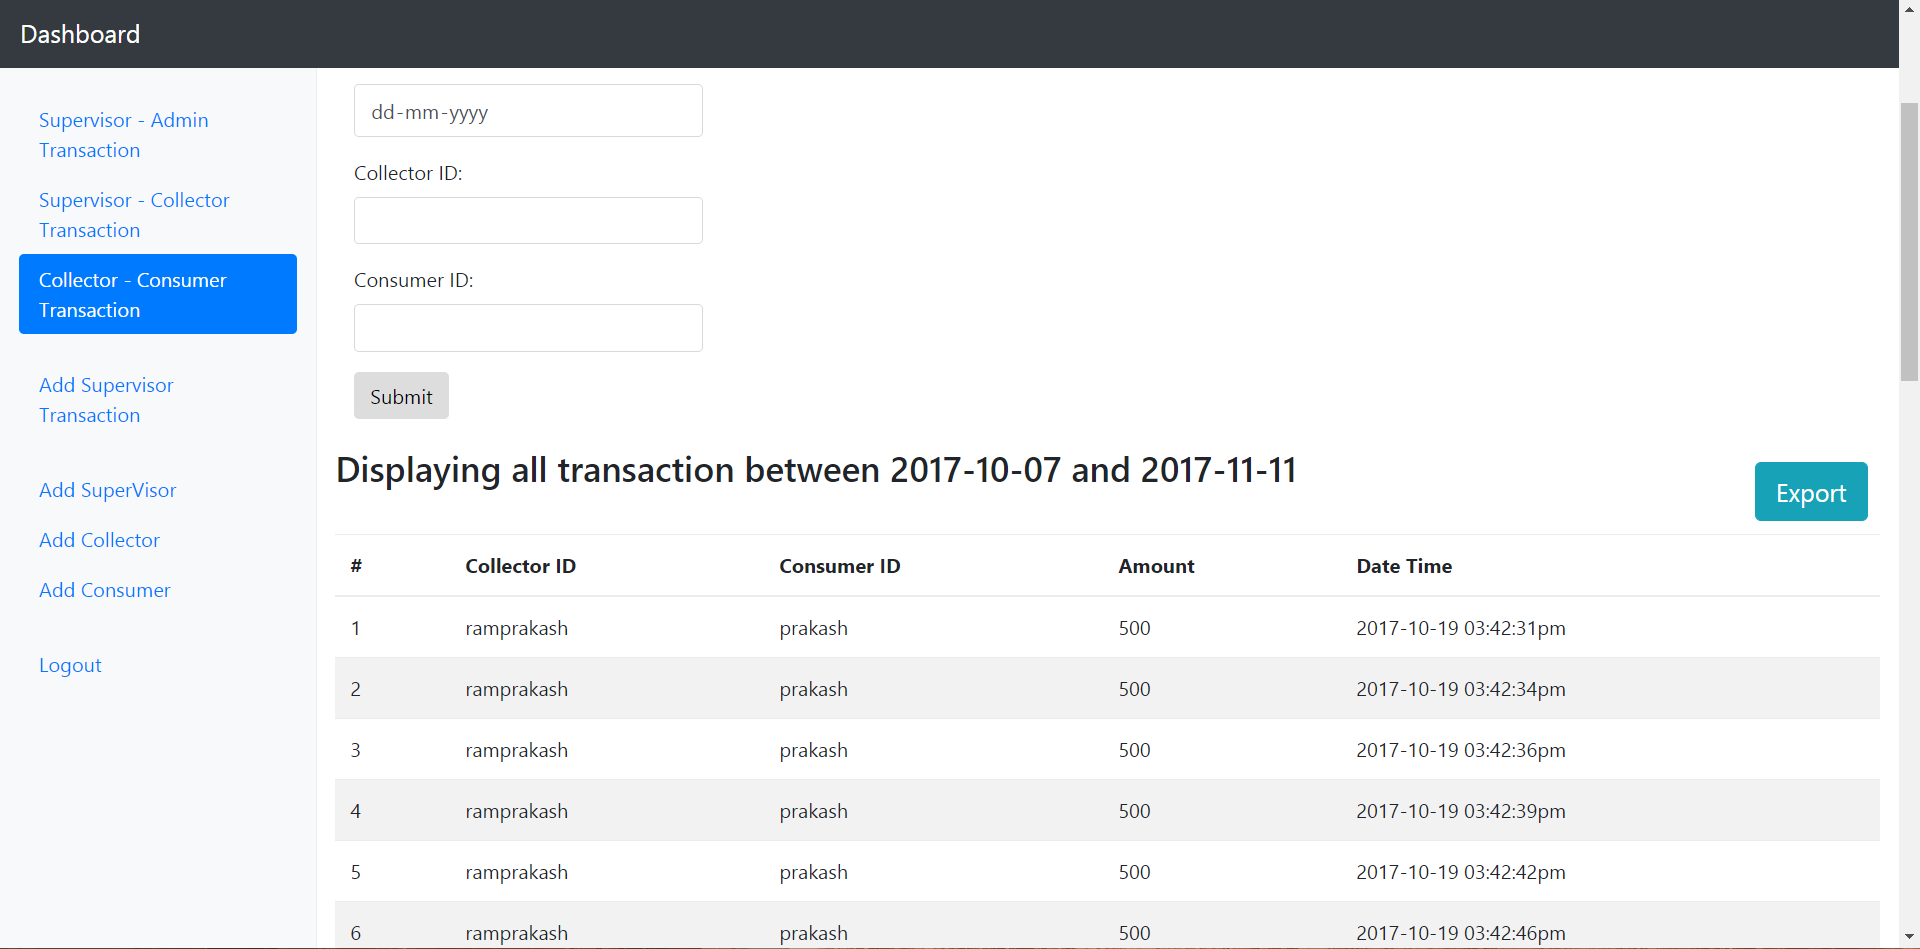 Dashboard
Supervisor - Admin
Transaction
Supervisor - Collector
Transaction
Collector - Consumer
Transaction
Add Supervisor
Transaction
Add SuperVisor
Add Collector
Add Consumer
Logout
dd-mm-yyyy
Collector ID:
Consumer ID:
Submit
Displaying all transaction between 2017-10-07 and 2017-11-11
Export
# Collector ID Consumer ID Amount Date Time
1 ramprakash prakash 500 2017-10-19 03:42:31pm
2 ramprakash prakash 500 2017-10-19 03:42:34pm
3 ramprakash prakash 500 2017-10-19 03:42:36pm
4 ramprakash prakash 500 2017-10-19 03:42:39pm
5 ramprakash prakash 500 2017-10-19 03:42:42pm
6 ramprakash prakash 500 2017-10-19 03:42:46pm